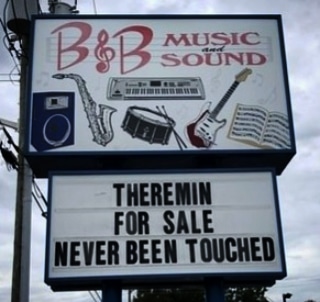 B&B MUSIC
and
SOUND
THEREMIN
FOR SALE
NEVER BEEN TOUCHED